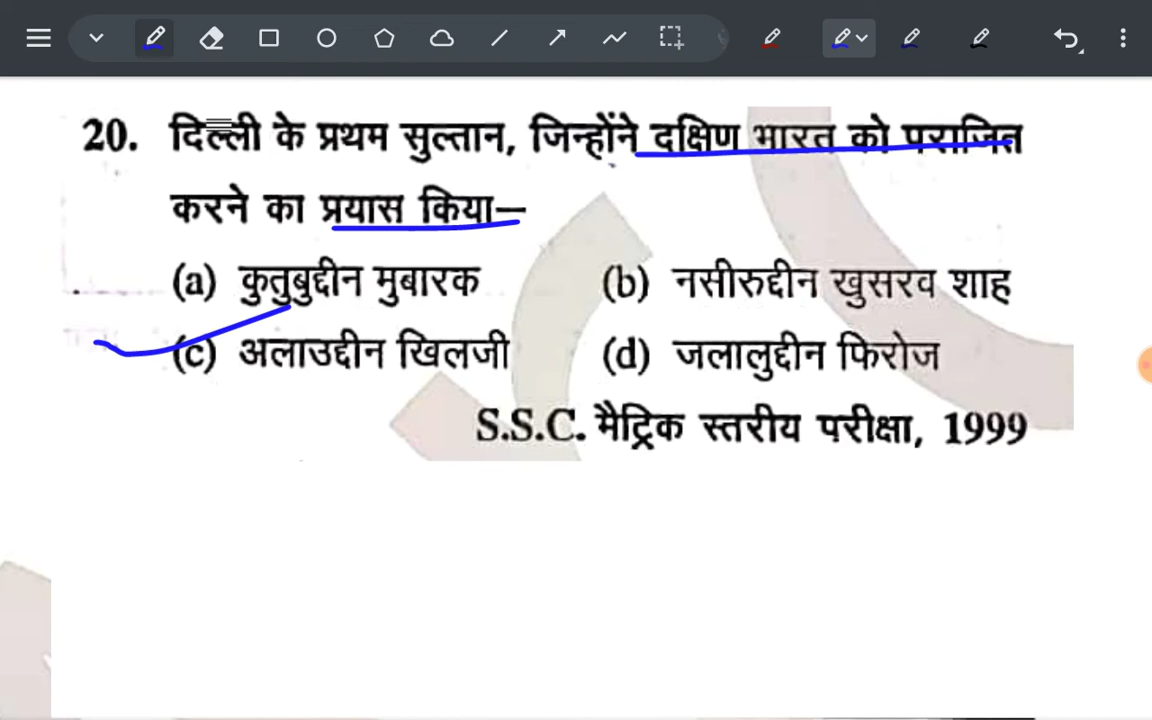 20. दिल्ली के प्रथम सुल्तान, जिन्होंने दक्षिण भारत को पराजित
करने का प्रयास किया–
(a) कुतुबुद्दीन मुबारक (b) नसीरुद्दीन खुसरव शाह
(c) अलाउद्दीन खिलजी (d) जलालुद्दीन फिरोज
S.S.C. मैट्रिक स्तरीय परीक्षा, 1999